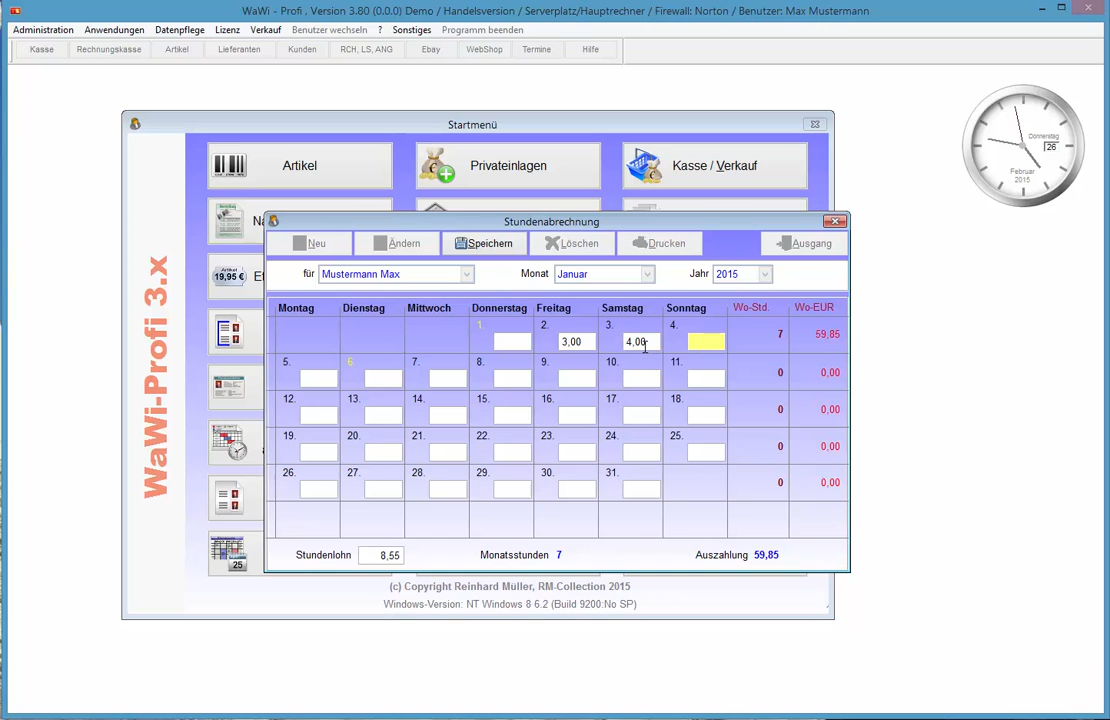 WaWi - Profi . Version 3.80 (0.0.0) Demo / Handelsversion / Serverplatz/Hauptrechner / Firewall: Norton / Benutzer: Max Mustermann
Administration Anwendungen Datenpflege Lizenz Verkauf Benutzer wechseln ? Sonstiges Programm beenden
Kasse Rechnungskasse Artikel Lieferanten Kunden RCH, LS, ANG Ebay WebShop Termine Hilfe
Donnerstag
26
Februar
2015
Startmenü
Artikel Privateinlagen Kasse / Verkauf
WaWi-Profi 3.x
Artikel
19,95 €
25
Stundenabrechnung
Neu Ändern Speichern Löschen Drucken Ausgang
für Mustermann Max Monat Januar Jahr 2015
Montag Dienstag Mittwoch Donnerstag Freitag Samstag Sonntag Wo-Std. Wo-EUR
1. 2. 3. 4.
3,00 4,00 7 59,85
5. 6 7. 8. 9. 10. 11.
0 0,00
12. 13. 14. 15. 16. 17. 18.
0 0,00
19. 20. 21. 22. 23. 24. 25.
0 0,00
26. 27. 28. 29. 30. 31.
0 0,00
Stundenlohn 8,55 Monatsstunden 7 Auszahlung 59,85
(c) Copyright Reinhard Müller, RM-Collection 2015
Windows-Version: NT Windows 8 6.2 (Build 9200:No SP)